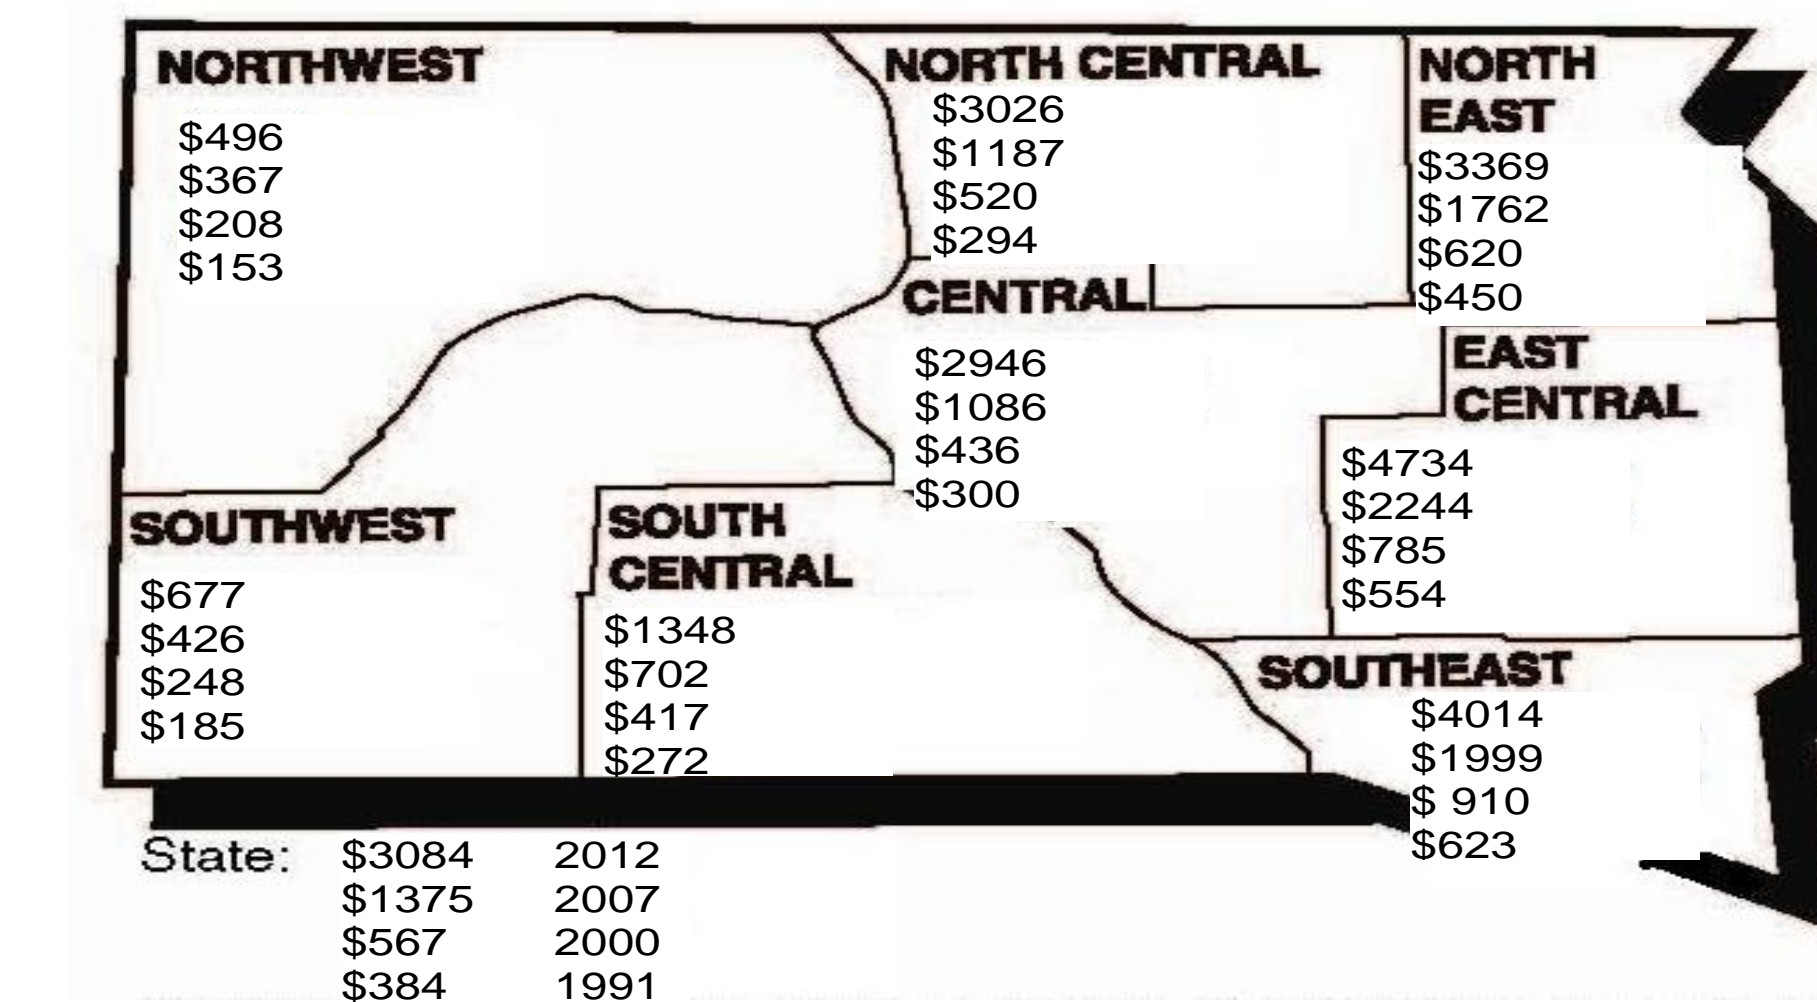 NORTHWEST
$496
$367
$208
$153
NORTH CENTRAL
$3026
$1187
$520
$294
NORTH
EAST
$3369
$1762
$620
$450
CENTRAL
$2946
$1086
$436
$300
EAST
CENTRAL
$4734
$2244
$785
$554
SOUTHWEST
$677
$426
$248
$185
SOUTH
CENTRAL
$1348
$702
$417
$272
SOUTHEAST
$4014
$1999
$ 910
$623
State: $3084 2012
$1375 2007
$567 2000
$384 1991